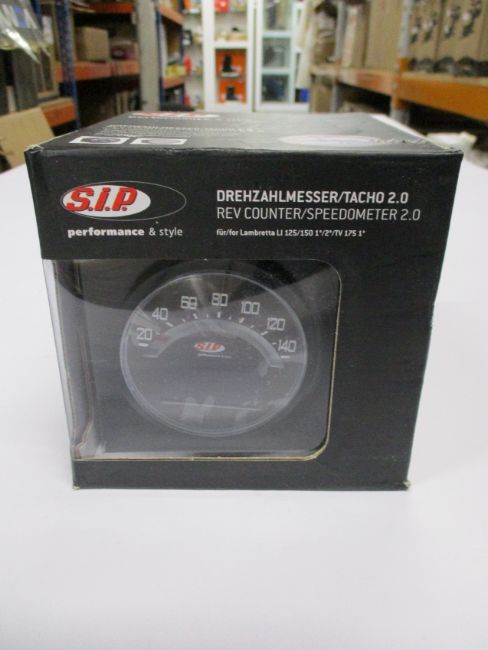 S.I.P.
S.i.P.
performance & style
DREHZAHLMESSER/TACHO 2.0
REV COUNTER/SPEEDOMETER 2.0
für/for Lambretta LI 125/150 1°/2°/TV 175 1°
20 40 60 80 100 120 140
S.i.P.